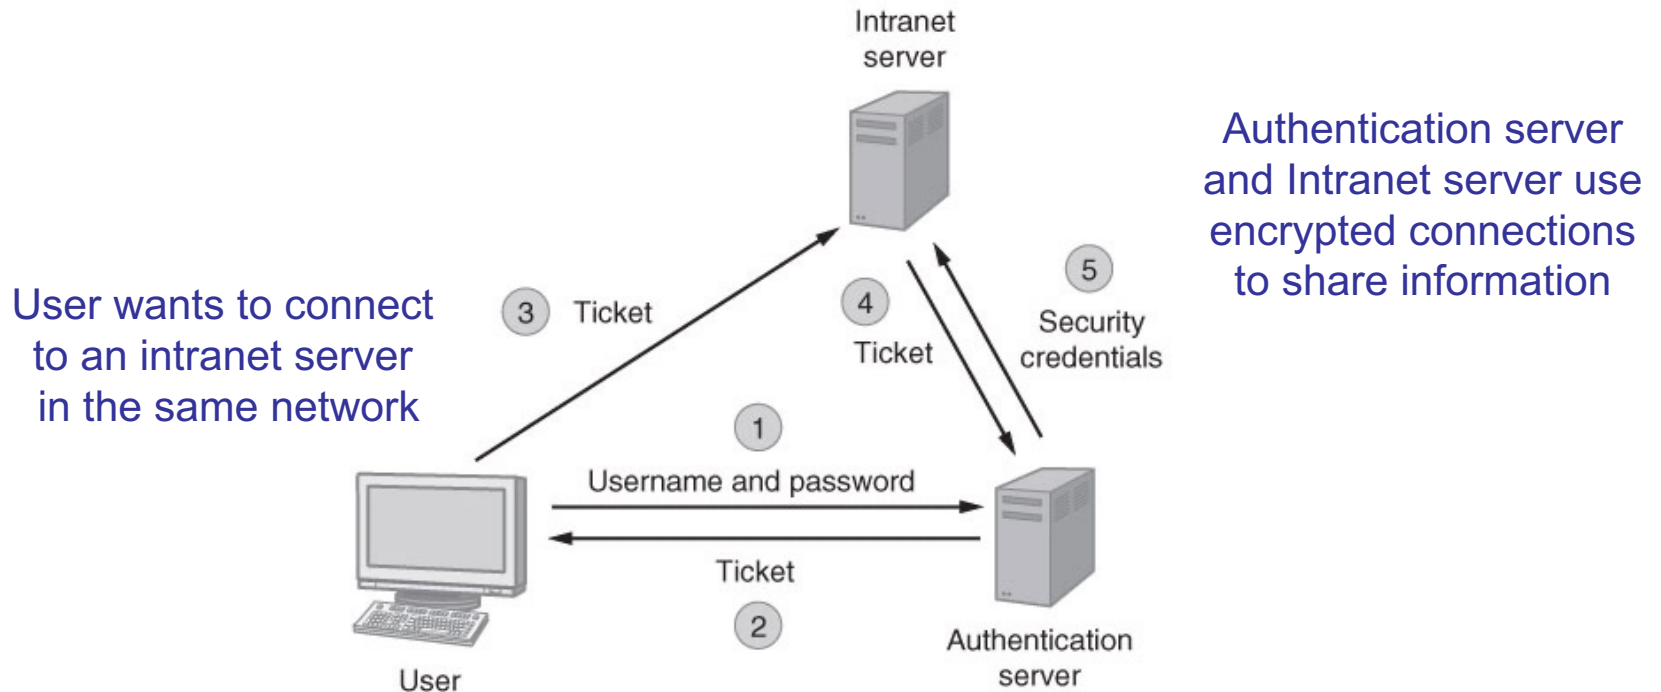 Intranet
server
Authentication server
and Intranet server use
encrypted connections
to share information
User wants to connect
to an intranet server
in the same network
3 Ticket
4
Ticket
5
Security
credentials
1
Username and password
Ticket
2
User
Authentication
server